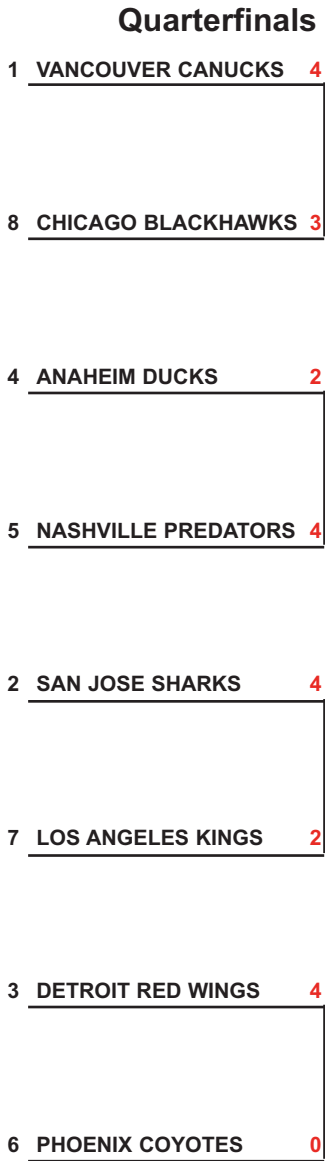 Quarterfinals
1 VANCOUVER CANUCKS 4
8 CHICAGO BLACKHAWKS 3
4 ANAHEIM DUCKS 2
5 NASHVILLE PREDATORS 4
2 SAN JOSE SHARKS 4
7 LOS ANGELES KINGS 2
3 DETROIT RED WINGS 4
6 PHOENIX COYOTES 0